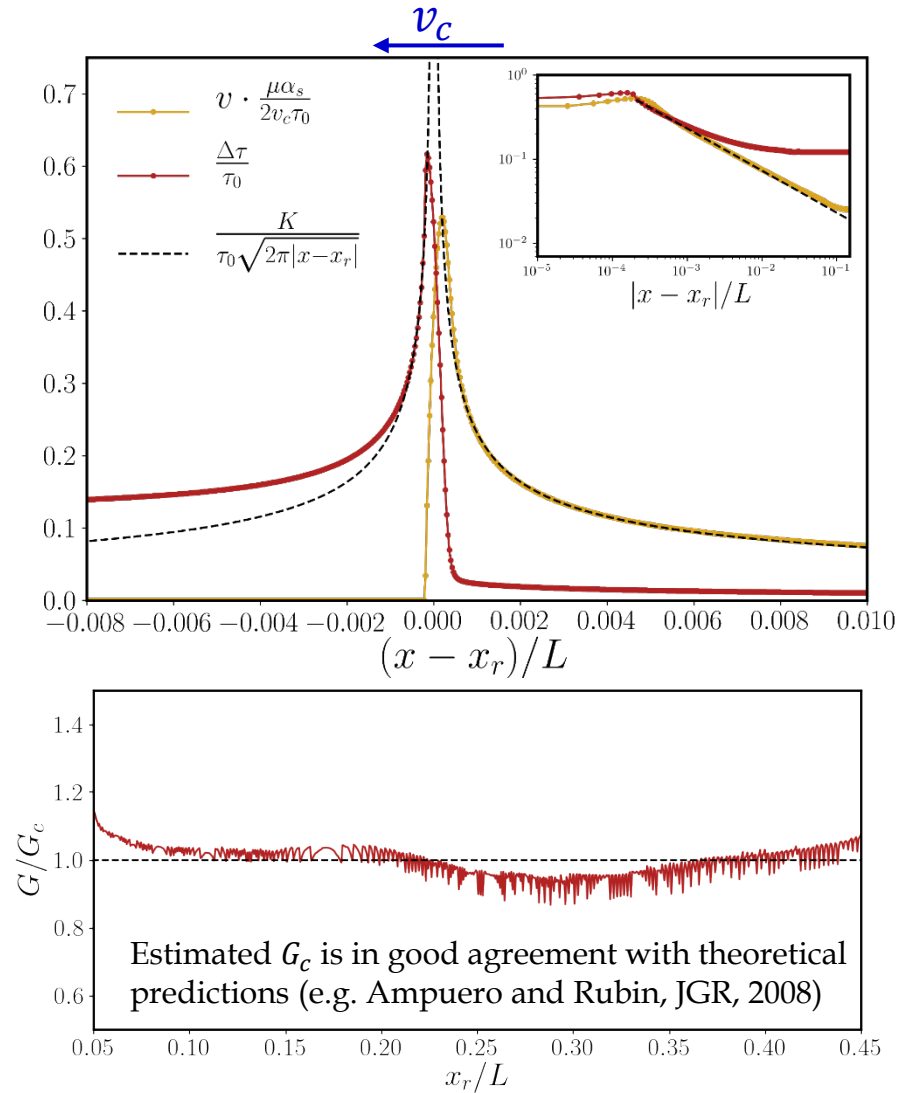 v_c
0.7
0.6
0.5
0.4
0.3
0.2
0.1
0.0
v · μα_s / 2v_cτ_0
Δτ / τ_0
K / τ_0√2π|x−x_r|
10^0
10^−1
10^−2
10^−5 10^−4 10^−3 10^−2 10^−1
|x − x_r|/L
−0.008 −0.006 −0.004 −0.002 0.000 0.002 0.004 0.006 0.008 0.010
(x − x_r)/L
1.4
1.2
1.0
0.8
0.6
G/G_c
Estimated G_c is in good agreement with theoretical
predictions (e.g. Ampuero and Rubin, JGR, 2008)
0.05 0.10 0.15 0.20 0.25 0.30 0.35 0.40 0.45
x_r/L